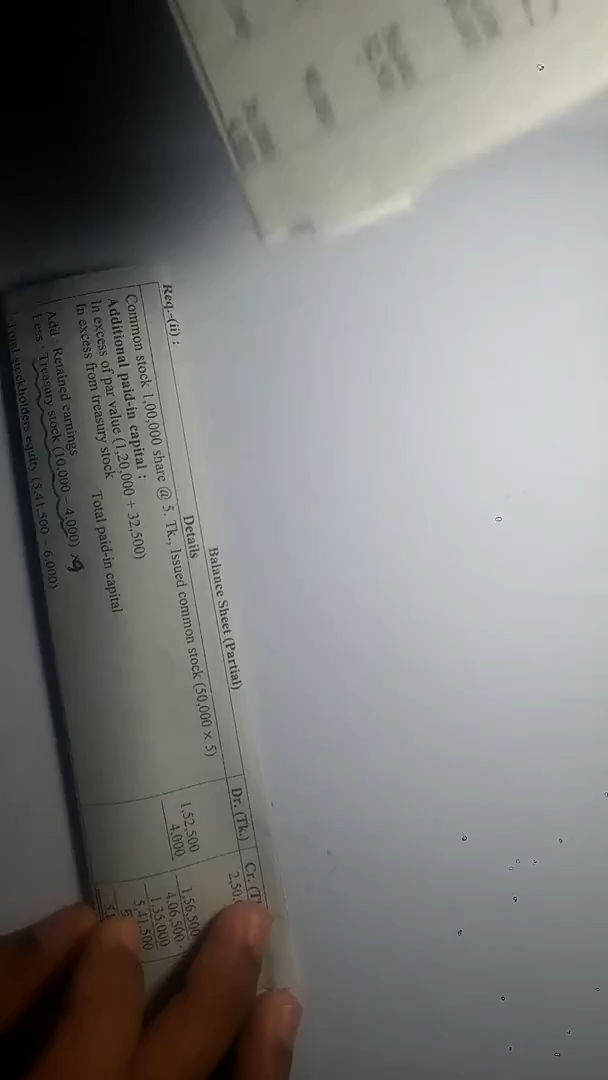 Req.-(ii) :
Balance Sheet (Partial)
Details Dr. (Tk.) Cr. (T
Common stock 1,00,000 share @ 5. Tk., Issued common stock (50,000 × 5) 2,50,
Additional paid-in capital :
In excess of par value (1,20,000 + 32,500) 1,52,500
In excess from treasury stock 4,000 1,56,500
Total paid-in capital 4,06,500
Add : Retained earnings 1,35,000
5,41,500
Less : Treasury stock (10,000 – 4,000) ×9
Total stockholders equity (5,41,500 – 6,000)